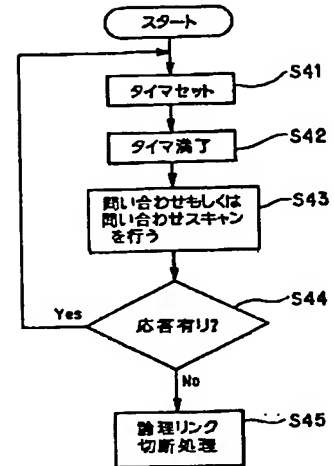 スタート
タイマセット
S41
タイマ満了
S42
問い合わせもしくは
問い合わせスキャン
を行う
S43
応答有り?
S44
Yes
No
論理リンク
切断処理
S45